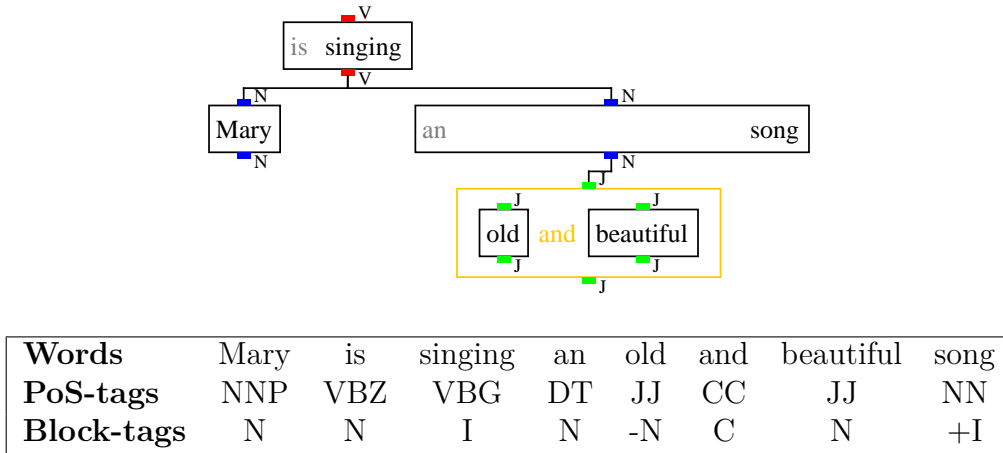 V
is singing
V
N N
Mary an song
N N
J
J J
old and beautiful
J J
J
Words Mary is singing an old and beautiful song
PoS-tags NNP VBZ VBG DT JJ CC JJ NN
Block-tags N N I N -N C N +I